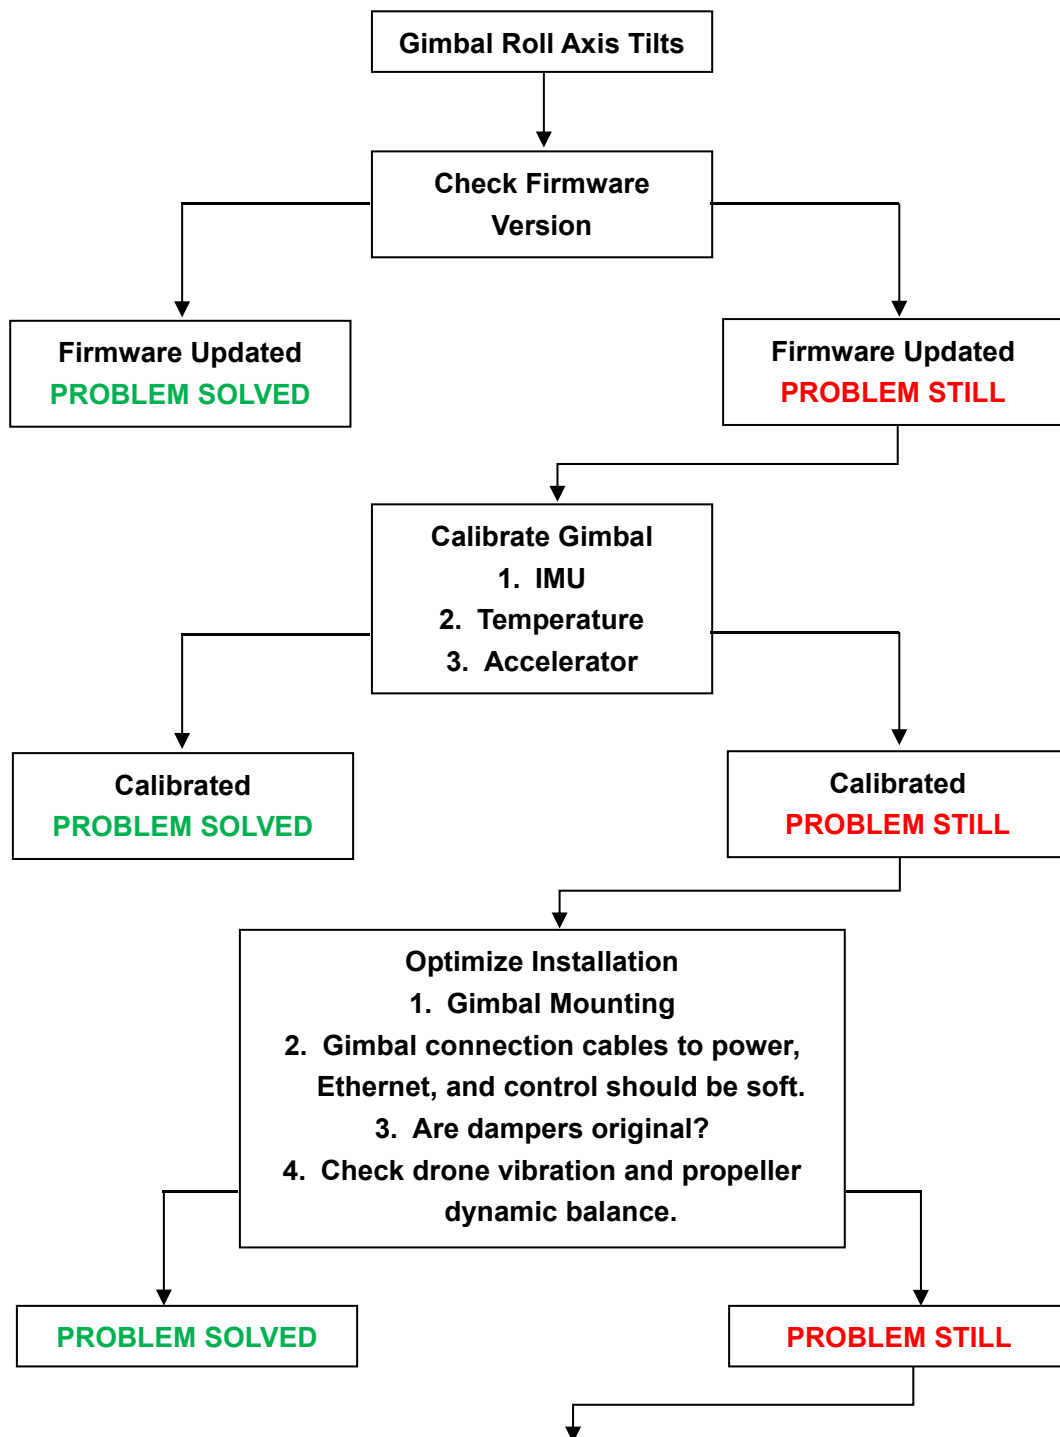 Gimbal Roll Axis Tilts
Check Firmware
Version
Firmware Updated
PROBLEM SOLVED
Firmware Updated
PROBLEM STILL
Calibrate Gimbal
1. IMU
2. Temperature
3. Accelerator
Calibrated
PROBLEM SOLVED
Calibrated
PROBLEM STILL
Optimize Installation
1. Gimbal Mounting
2. Gimbal connection cables to power,
Ethernet, and control should be soft.
3. Are dampers original?
4. Check drone vibration and propeller
dynamic balance.
PROBLEM SOLVED
PROBLEM STILL